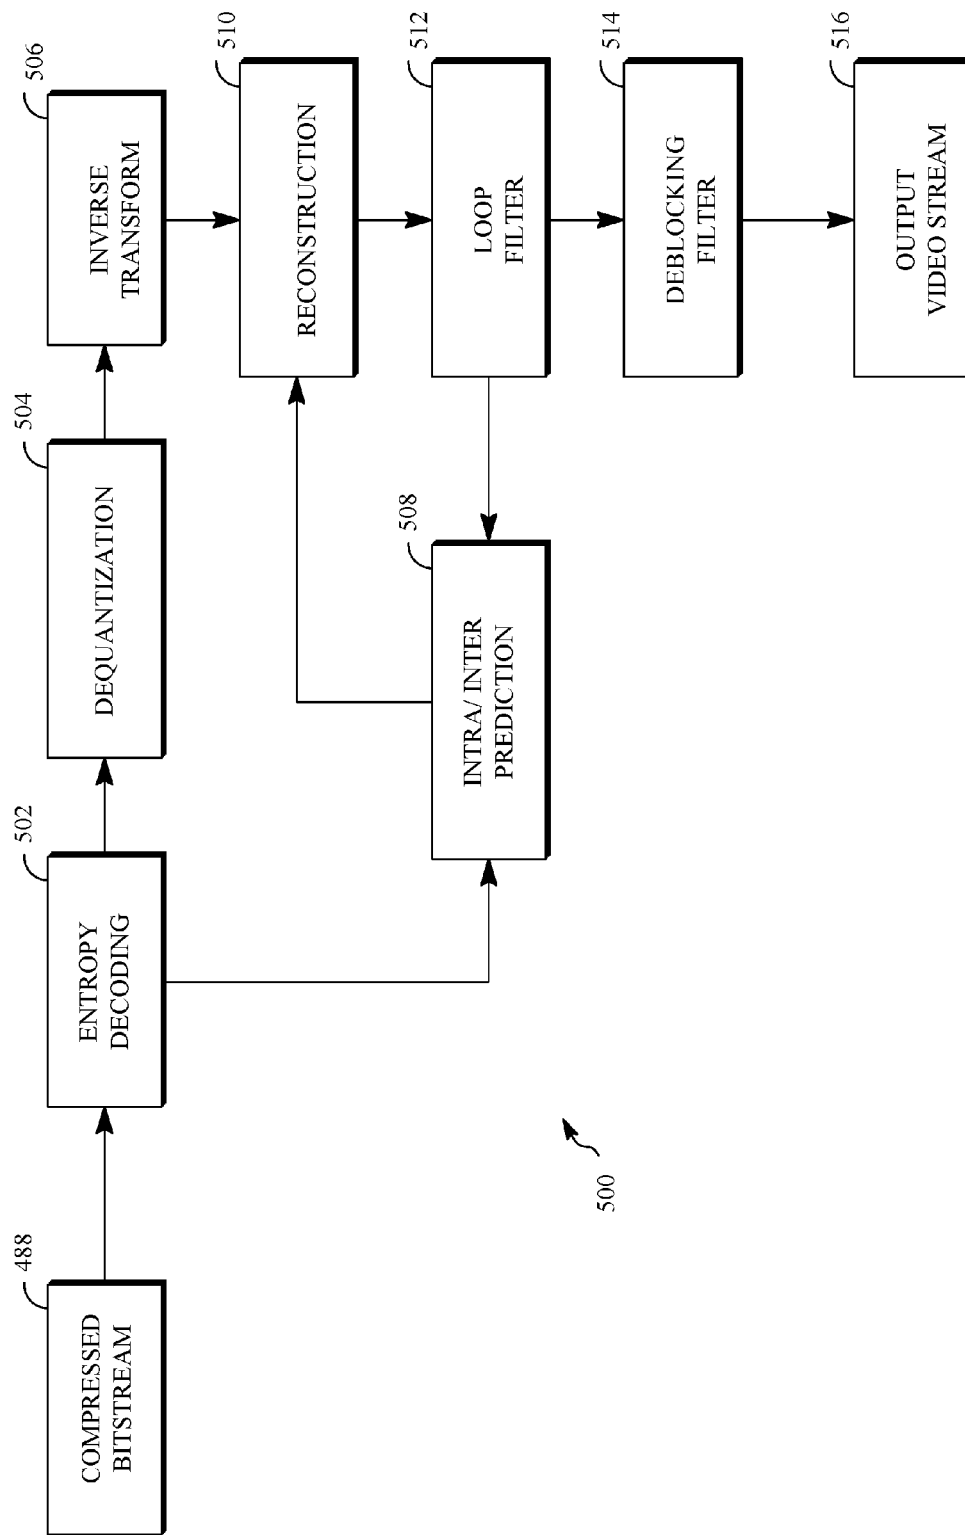 488
COMPRESSED
BITSTREAM
502
ENTROPY
DECODING
504
DEQUANTIZATION
506
INVERSE
TRANSFORM
510
RECONSTRUCTION
508
INTRA/ INTER
PREDICTION
512
LOOP
FILTER
514
DEBLOCKING
FILTER
516
OUTPUT
VIDEO STREAM
500